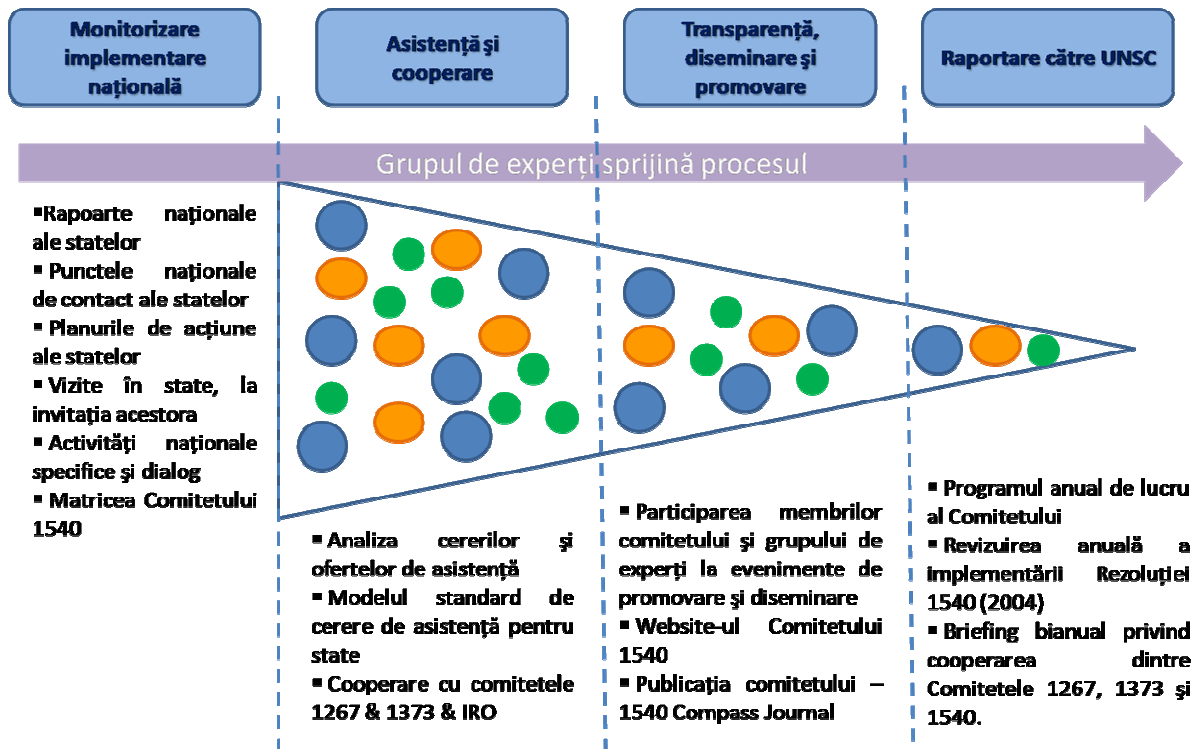 Monitorizare
implementare
națională
Asistență și
cooperare
Transparență,
diseminare și
promovare
Raportare către UNSC
Grupul de experți sprijină procesul
▪Rapoarte naționale
ale statelor
▪ Punctele naționale
de contact ale statelor
▪ Planurile de acțiune
ale statelor
▪ Vizite în state, la
invitația acestora
▪ Activități naționale
specifice și dialog
▪ Matricea Comitetului
1540
▪ Analiza cererilor și
ofertelor de asistență
▪ Modelul standard de
cerere de asistență pentru
state
▪ Cooperare cu comitetele
1267 & 1373 & IRO
▪ Participarea membrilor
comitetului și grupului de
experți la evenimente de
promovare și diseminare
▪ Website-ul Comitetului
1540
▪ Publicația comitetului –
1540 Compass Journal
▪ Programul anual de lucru
al Comitetului
▪ Revizuirea anuală a
implementării Rezoluției
1540 (2004)
▪ Briefing bianual privind
cooperarea dintre
Comitetele 1267, 1373 și
1540.